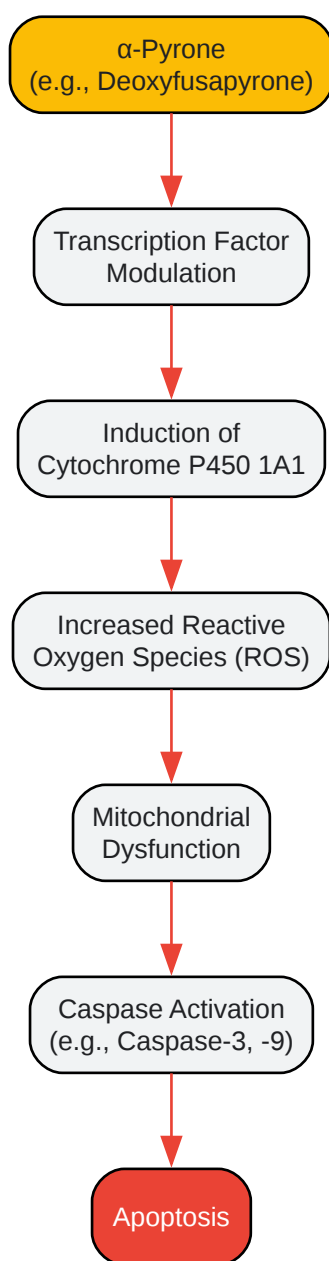 α-Pyrone
(e.g., Deoxyfusapyrone)
Transcription Factor
Modulation
Induction of
Cytochrome P450 1A1
Increased Reactive
Oxygen Species (ROS)
Mitochondrial
Dysfunction
Caspase Activation
(e.g., Caspase-3, -9)
Apoptosis